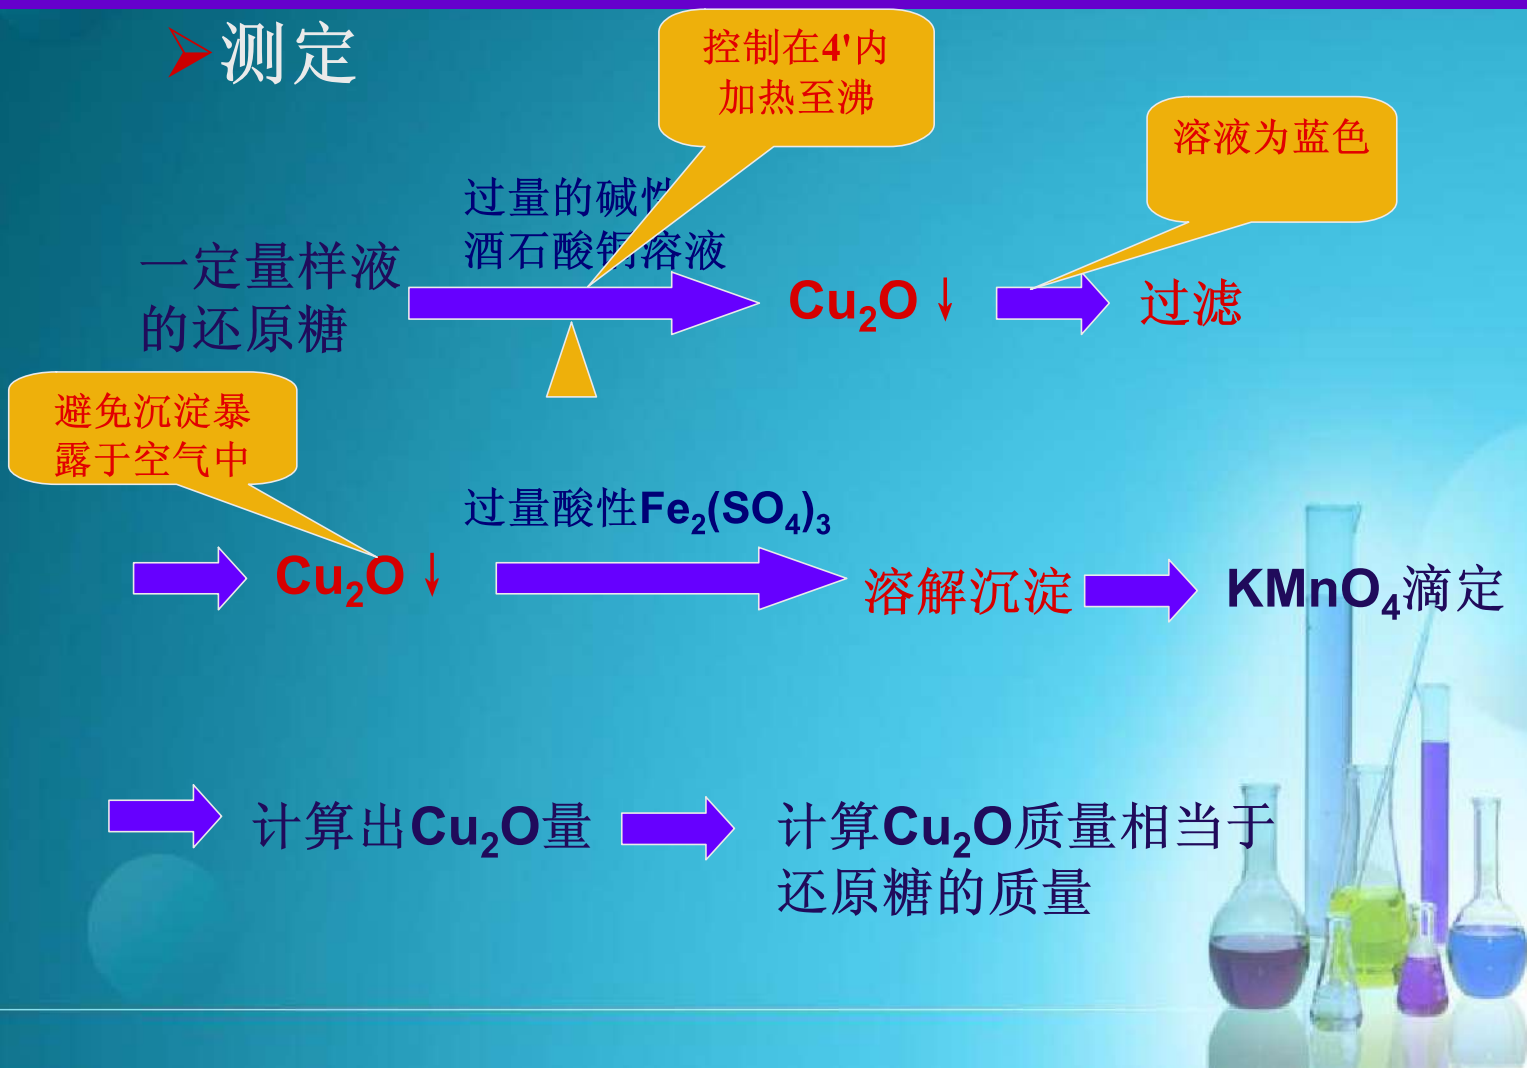 测定
控制在4'内
加热至沸
溶液为蓝色
过量的碱性
酒石酸铜溶液
一定量样液
的还原糖
Cu₂O↓
过滤
避免沉淀暴
露于空气中
过量酸性Fe₂(SO₄)₃
Cu₂O↓
溶解沉淀
KMnO₄滴定
计算出Cu₂O量
计算Cu₂O质量相当于
还原糖的质量